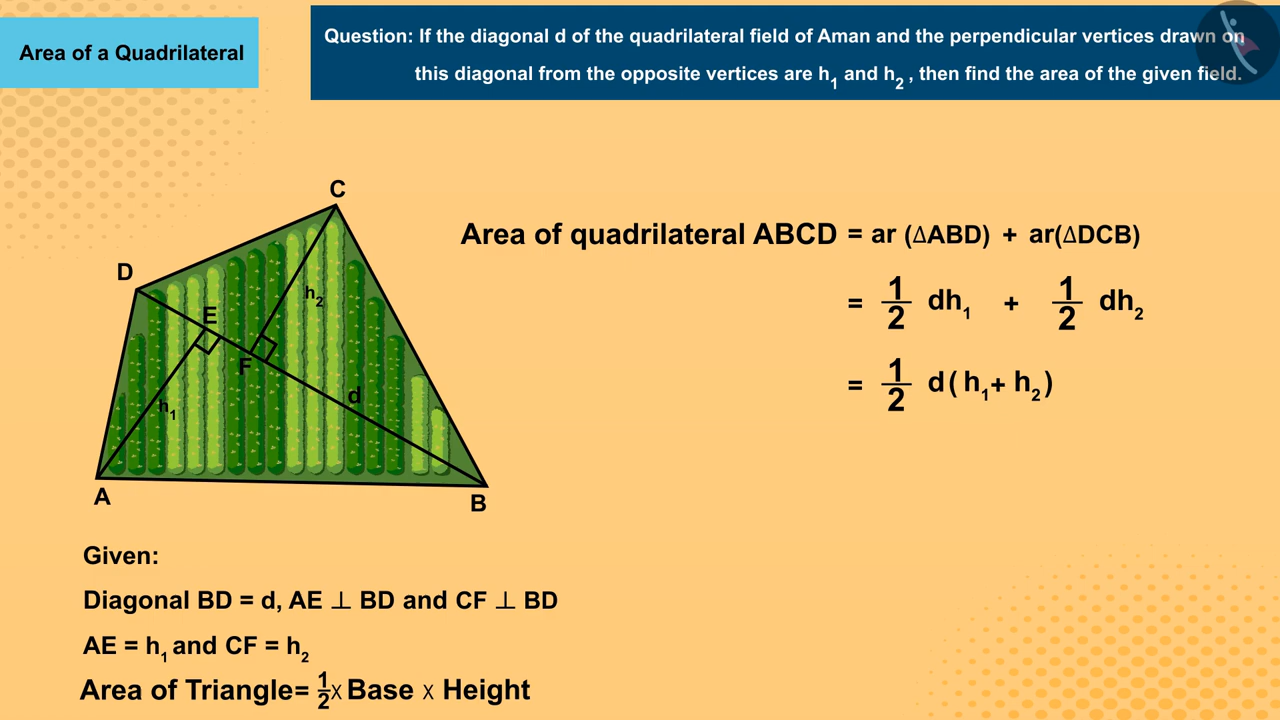 Area of a Quadrilateral
Question: If the diagonal d of the quadrilateral field of Aman and the perpendicular vertices drawn on
this diagonal from the opposite vertices are h₁ and h₂ , then find the area of the given field.
C
D
E
h₂
F
d
h₁
A
B
Area of quadrilateral ABCD = ar (ΔABD) + ar(ΔDCB)
= 1/2 dh₁ + 1/2 dh₂
= 1/2 d ( h₁+ h₂ )
Given:
Diagonal BD = d, AE ⊥ BD and CF ⊥ BD
AE = h₁ and CF = h₂
Area of Triangle= 1/2 x Base x Height